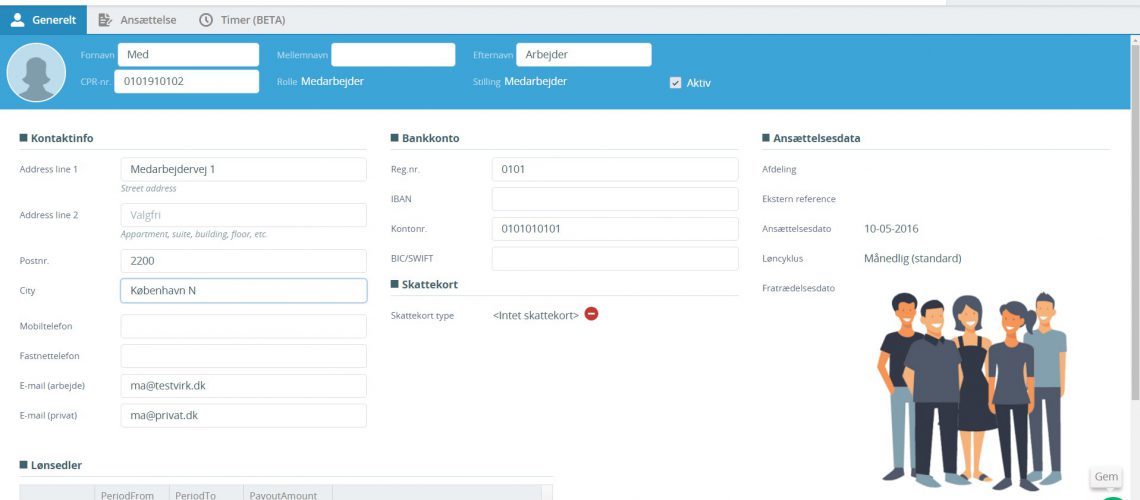 Generelt Ansættelse Timer (BETA)
Fornavn Med Mellemnavn Efternavn Arbejder
CPR-nr. 0101910102 Rolle Medarbejder Stilling Medarbejder Aktiv
Kontaktinfo
Address line 1 Medarbejdervej 1
Street address
Address line 2 Valgfri
Appartment, suite, building, floor, etc.
Postnr. 2200
City København N
Mobiltelefon
Fastnettelefon
E-mail (arbejde) ma@testvirk.dk
E-mail (privat) ma@privat.dk
Bankkonto
Reg.nr. 0101
IBAN
Kontonr. 0101010101
BIC/SWIFT
Skattekort
Skattekort type <Intet skattekort>
Ansættelsesdata
Afdeling
Ekstern reference
Ansættelsesdato 10-05-2016
Løncyklus Månedlig (standard)
Fratrædelsesdato
Gem
Lønsedler
PeriodFrom PeriodTo PayoutAmount